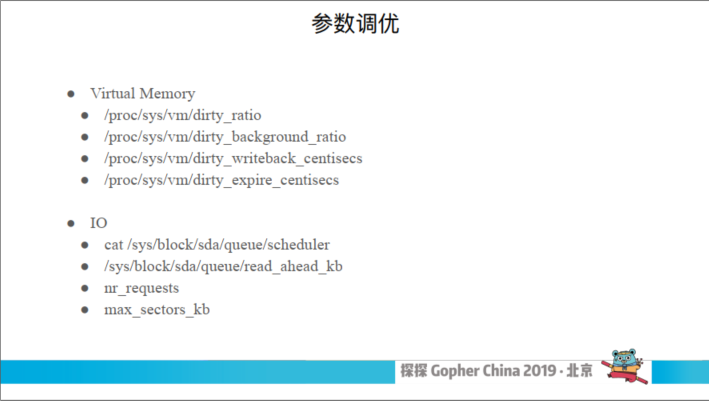 参数调优
● Virtual Memory
● /proc/sys/vm/dirty_ratio
● /proc/sys/vm/dirty_background_ratio
● /proc/sys/vm/dirty_writeback_centisecs
● /proc/sys/vm/dirty_expire_centisecs
● IO
● cat /sys/block/sda/queue/scheduler
● /sys/block/sda/queue/read_ahead_kb
● nr_requests
● max_sectors_kb
探探 Gopher China 2019 · 北京